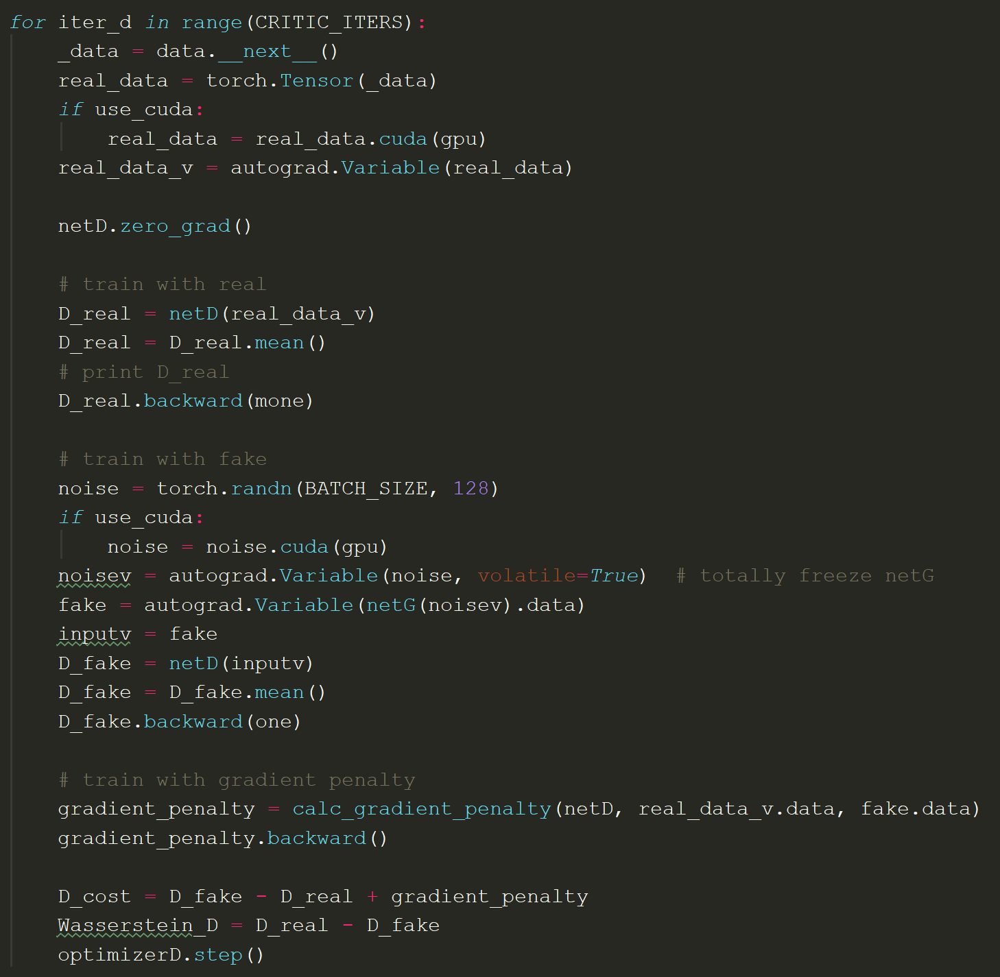 for iter_d in range(CRITIC_ITERS):
    _data = data.__next__()
    real_data = torch.Tensor(_data)
    if use_cuda:
        real_data = real_data.cuda(gpu)
    real_data_v = autograd.Variable(real_data)

    netD.zero_grad()

    # train with real
    D_real = netD(real_data_v)
    D_real = D_real.mean()
    # print D_real
    D_real.backward(mone)

    # train with fake
    noise = torch.randn(BATCH_SIZE, 128)
    if use_cuda:
        noise = noise.cuda(gpu)
    noisev = autograd.Variable(noise, volatile=True)  # totally freeze netG
    fake = autograd.Variable(netG(noisev).data)
    inputv = fake
    D_fake = netD(inputv)
    D_fake = D_fake.mean()
    D_fake.backward(one)

    # train with gradient penalty
    gradient_penalty = calc_gradient_penalty(netD, real_data_v.data, fake.data)
    gradient_penalty.backward()

    D_cost = D_fake - D_real + gradient_penalty
    Wasserstein_D = D_real - D_fake
    optimizerD.step()